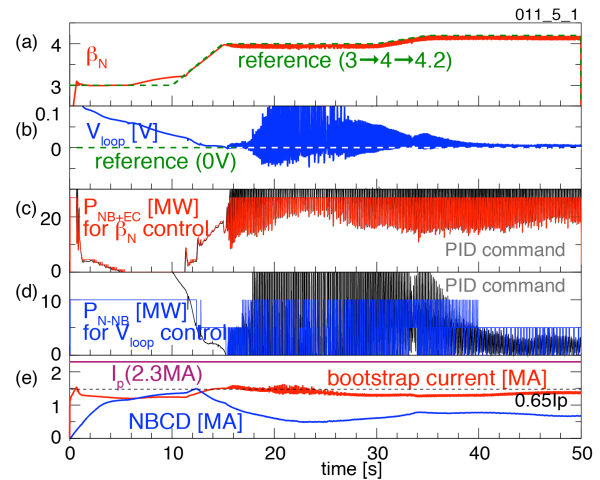 011_5_1
(a)
β_N
4
3
reference (3→4→4.2)
(b)
0.1
0
V_loop [V]
reference (0V)
(c)
20
0
P_NB+EC [MW]
for β_N control
PID command
(d)
10
0
P_N-NB [MW]
for V_loop control
PID command
(e)
2
1
0
I_p(2.3MA)
bootstrap current [MA]
0.65Ip
NBCD [MA]
0 10 20 30 40 50
time [s]